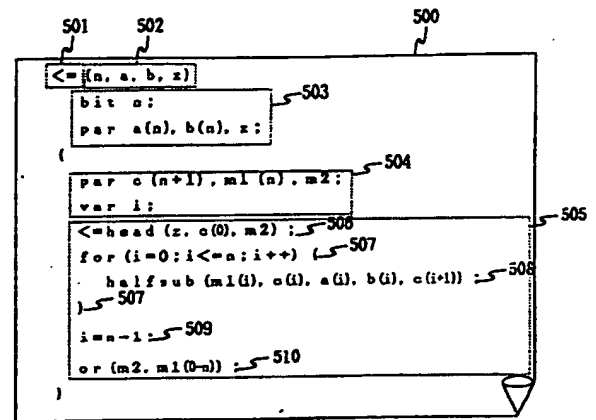 501 502 500
<= (n, a, b, z)
bit n; 503
par a(n), b(n), z;
{
504
par c(n+1), m1(n), m2;
var i;
505
<=head (z, c(0), m2) ; 506
for (i=0; i<=n; i++) { 507
halfsub (m1(i), c(i), a(i), b(i), c(i+1)) ; 508
} 507
i=n-1; 509
or (m2, m1(0-n)) ; 510
}